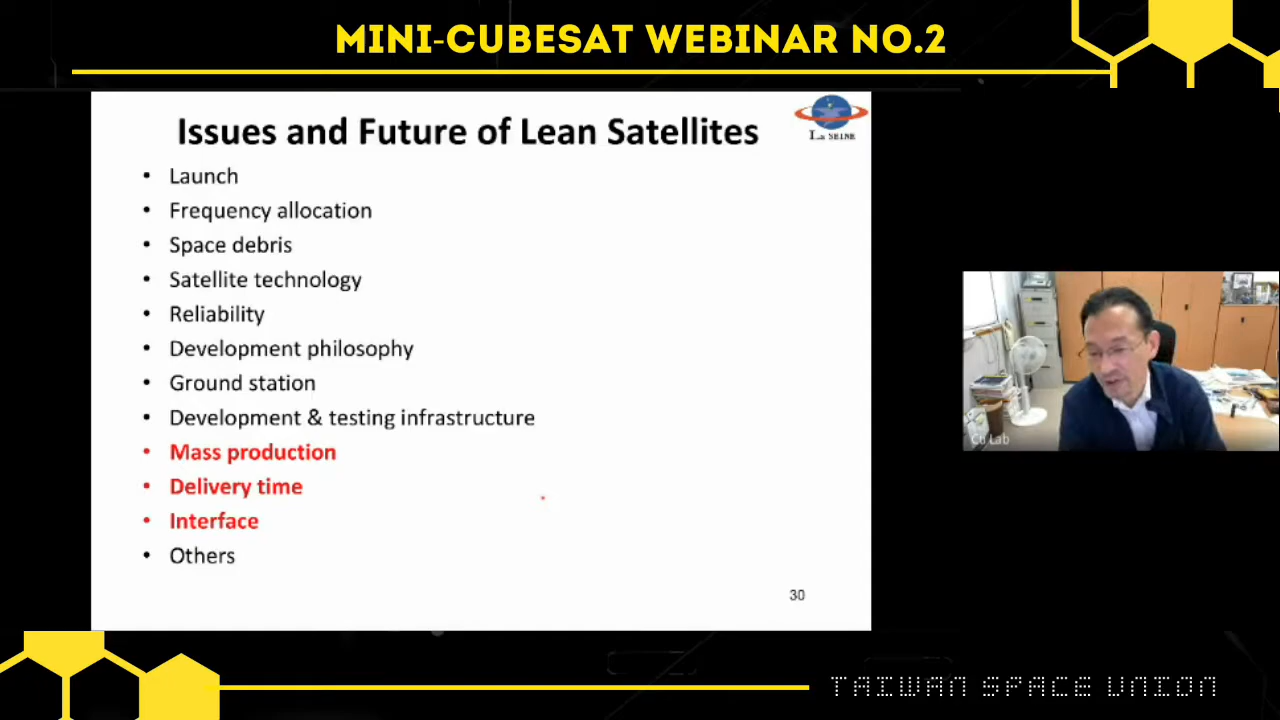 MINI-CUBESAT WEBINAR NO.2
Issues and Future of Lean Satellites
La SEINE
• Launch
• Frequency allocation
• Space debris
• Satellite technology
• Reliability
• Development philosophy
• Ground station
• Development & testing infrastructure
• Mass production
• Delivery time
• Interface
• Others
30
TAIWAN SPACE UNION